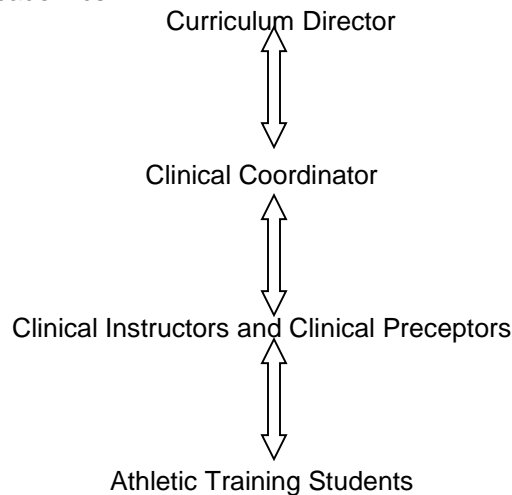 Curriculum Director
Clinical Coordinator
Clinical Instructors and Clinical Preceptors
Athletic Training Students